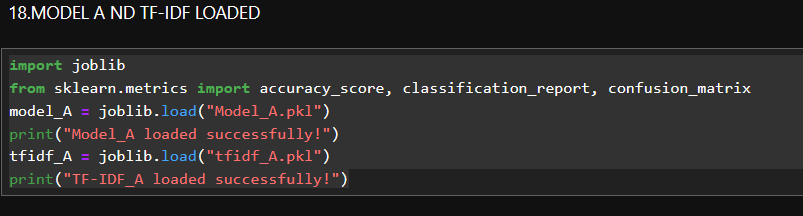 18.MODEL A ND TF-IDF LOADED
import joblib
from sklearn.metrics import accuracy_score, classification_report, confusion_matrix
model_A = joblib.load("Model_A.pkl")
print("Model_A loaded successfully!")
tfidf_A = joblib.load("tfidf_A.pkl")
print("TF-IDF_A loaded successfully!")